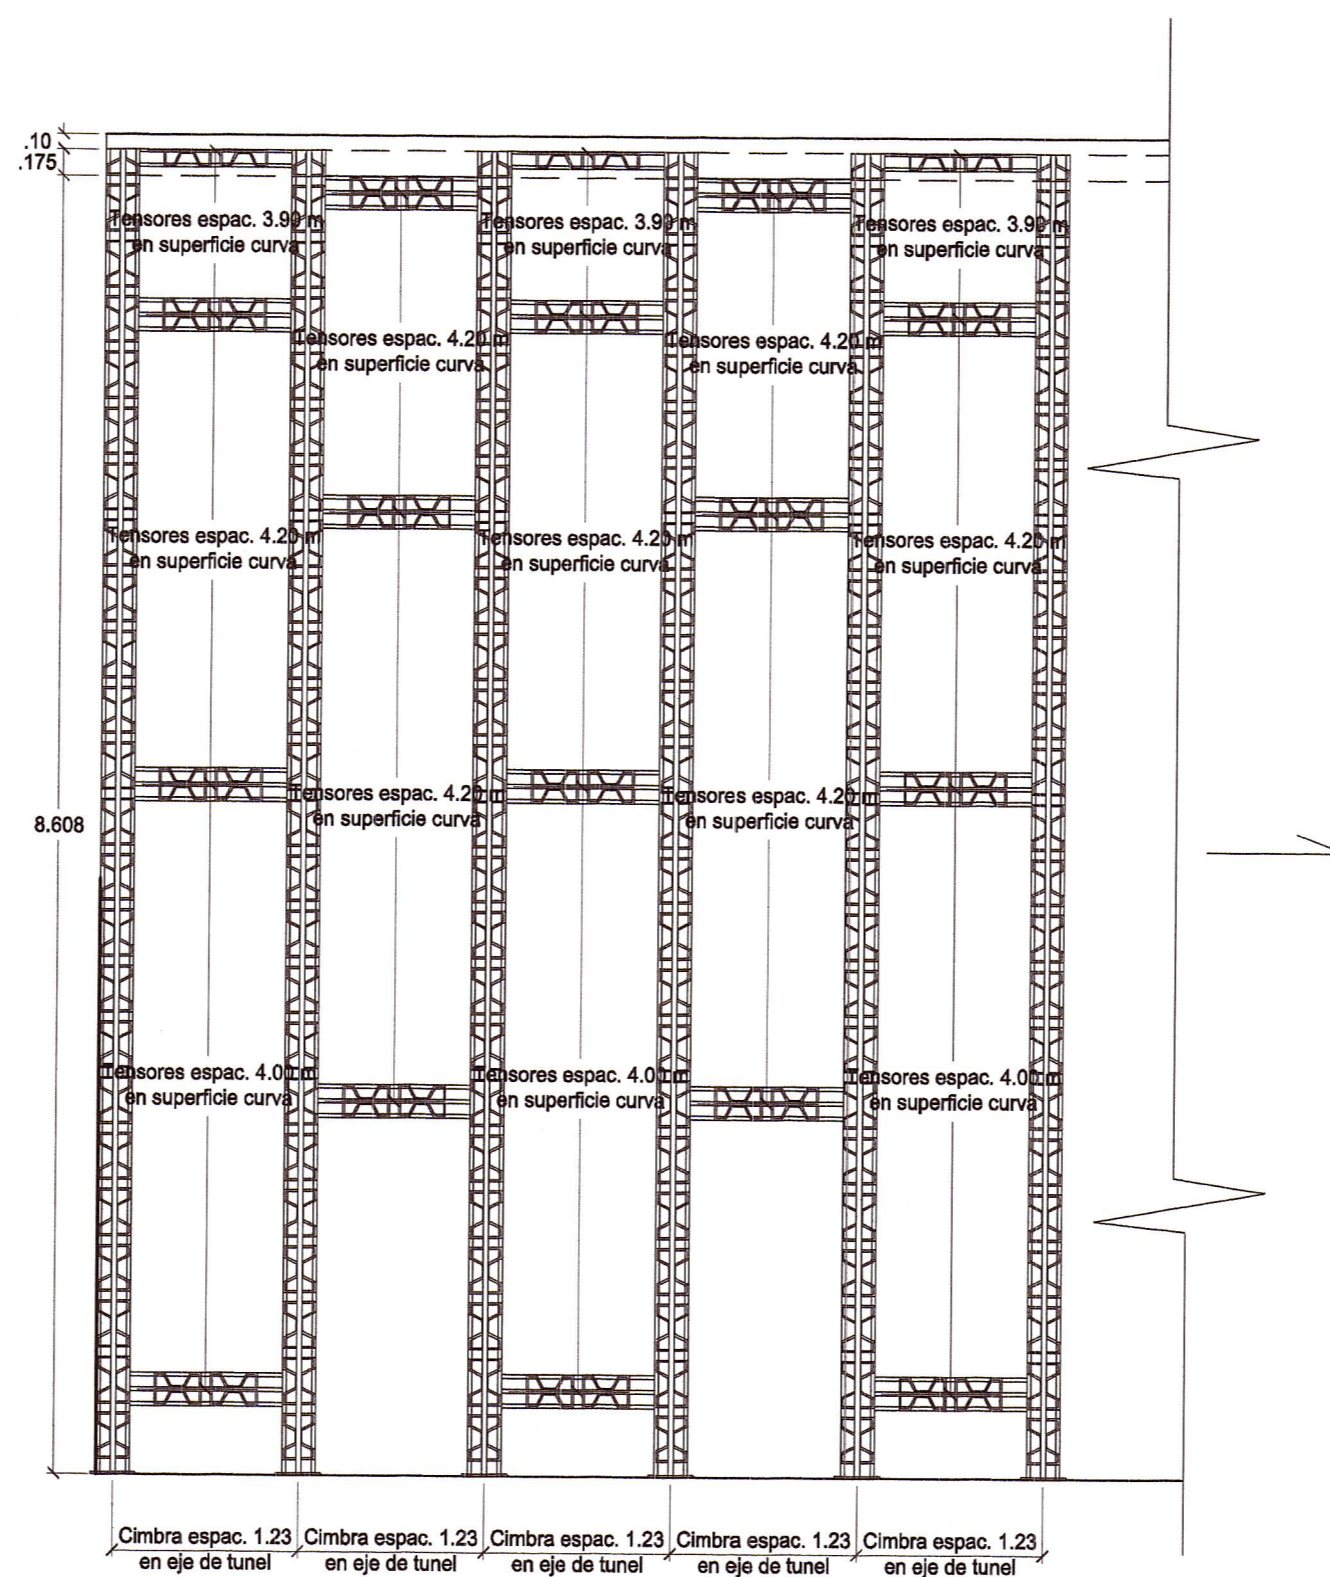 .10
.175
Tensores espac. 3.90 m
en superficie curva
Tensores espac. 3.90 m
en superficie curva
Tensores espac. 3.90 m
en superficie curva
Tensores espac. 4.20 m
en superficie curva
Tensores espac. 4.20 m
en superficie curva
Tensores espac. 4.20 m
en superficie curva
Tensores espac. 4.20 m
en superficie curva
Tensores espac. 4.20 m
en superficie curva
Tensores espac. 4.20 m
en superficie curva
Tensores espac. 4.20 m
en superficie curva
8.608
Tensores espac. 4.00 m
en superficie curva
Tensores espac. 4.00 m
en superficie curva
Tensores espac. 4.00 m
en superficie curva
Cimbra espac. 1.23
en eje de tunel
Cimbra espac. 1.23
en eje de tunel
Cimbra espac. 1.23
en eje de tunel
Cimbra espac. 1.23
en eje de tunel
Cimbra espac. 1.23
en eje de tunel